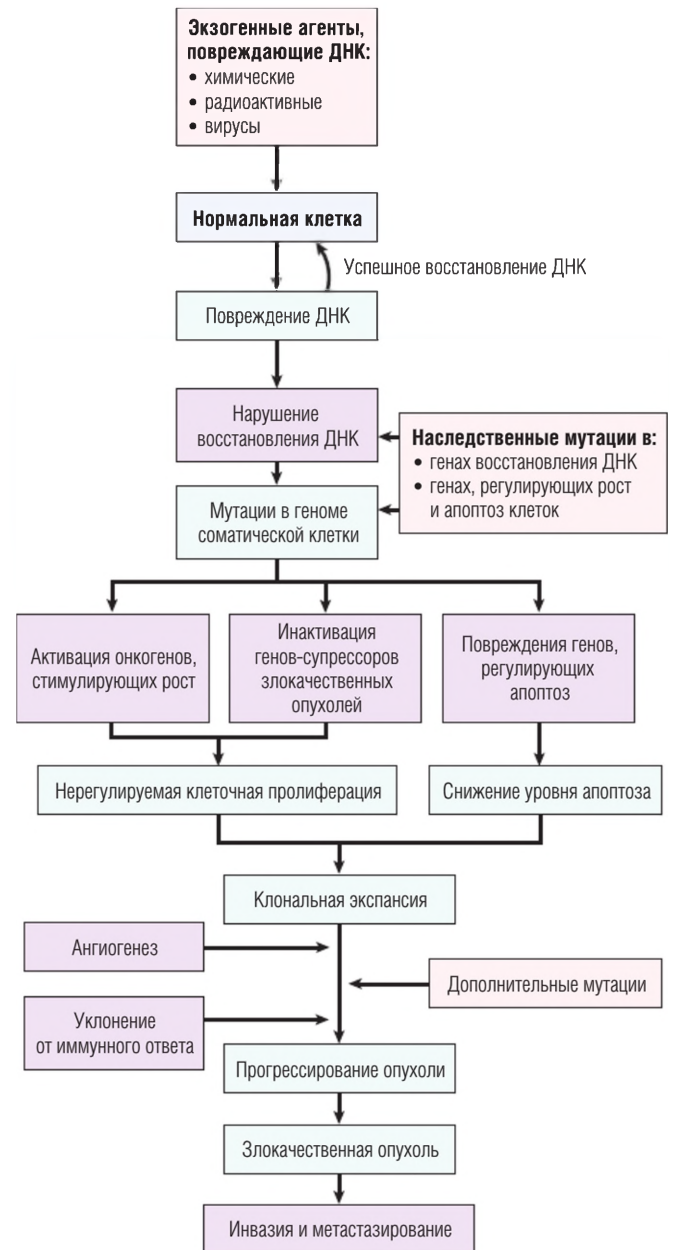 Экзогенные агенты,
повреждающие ДНК:
• химические
• радиоактивные
• вирусы
Нормальная клетка
Успешное восстановление ДНК
Повреждение ДНК
Нарушение
восстановления ДНК
Наследственные мутации в:
• генах восстановления ДНК
• генах, регулирующих рост
и апоптоз клеток
Мутации в геноме
соматической клетки
Активация онкогенов,
стимулирующих рост
Инактивация
генов-супрессоров
злокачественных
опухолей
Повреждения генов,
регулирующих
апоптоз
Нерегулируемая клеточная пролиферация
Снижение уровня апоптоза
Клональная экспансия
Ангиогенез
Дополнительные мутации
Уклонение
от иммунного ответа
Прогрессирование опухоли
Злокачественная опухоль
Инвазия и метастазирование